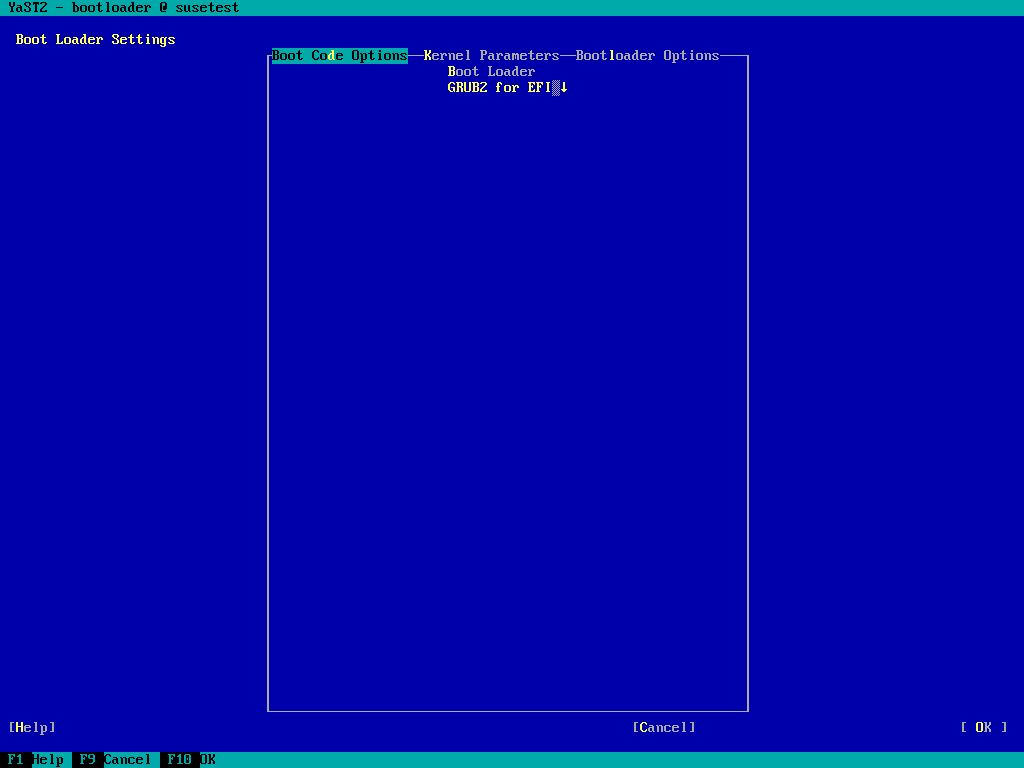 YaST2 - bootloader @ susetest
Boot Loader Settings
Boot Code Options Kernel Parameters Bootloader Options
Boot Loader
GRUB2 for EFI▒↓
[Help] [Cancel] [ OK ]
F1 Help F9 Cancel F10 OK